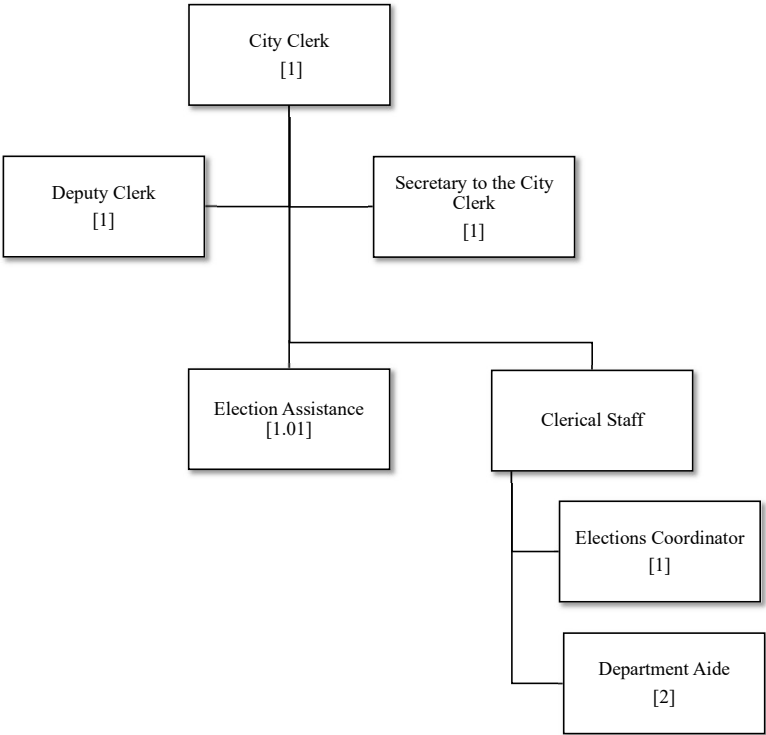 City Clerk
[1]
Deputy Clerk
[1]
Secretary to the City
Clerk
[1]
Election Assistance
[1.01]
Clerical Staff
Elections Coordinator
[1]
Department Aide
[2]